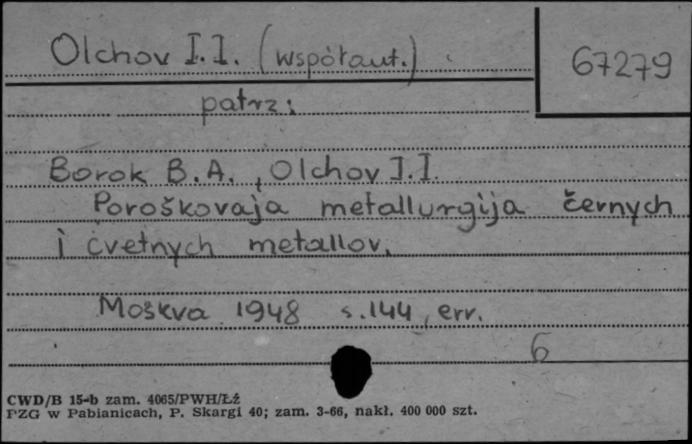 Olchov I.I. (współaut.)
67279
patrz:
Borok B.A., Olchov I.I.
Poroškovaja metallurgija černych
i cvetnych metallov.
Moskva 1948 s.144, err.
6
CWD/B 15-b zam. 4065/PWH/Łź
PZG w Pabianicach, P. Skargi 40; zam. 3-66, nakł. 400 000 szt.